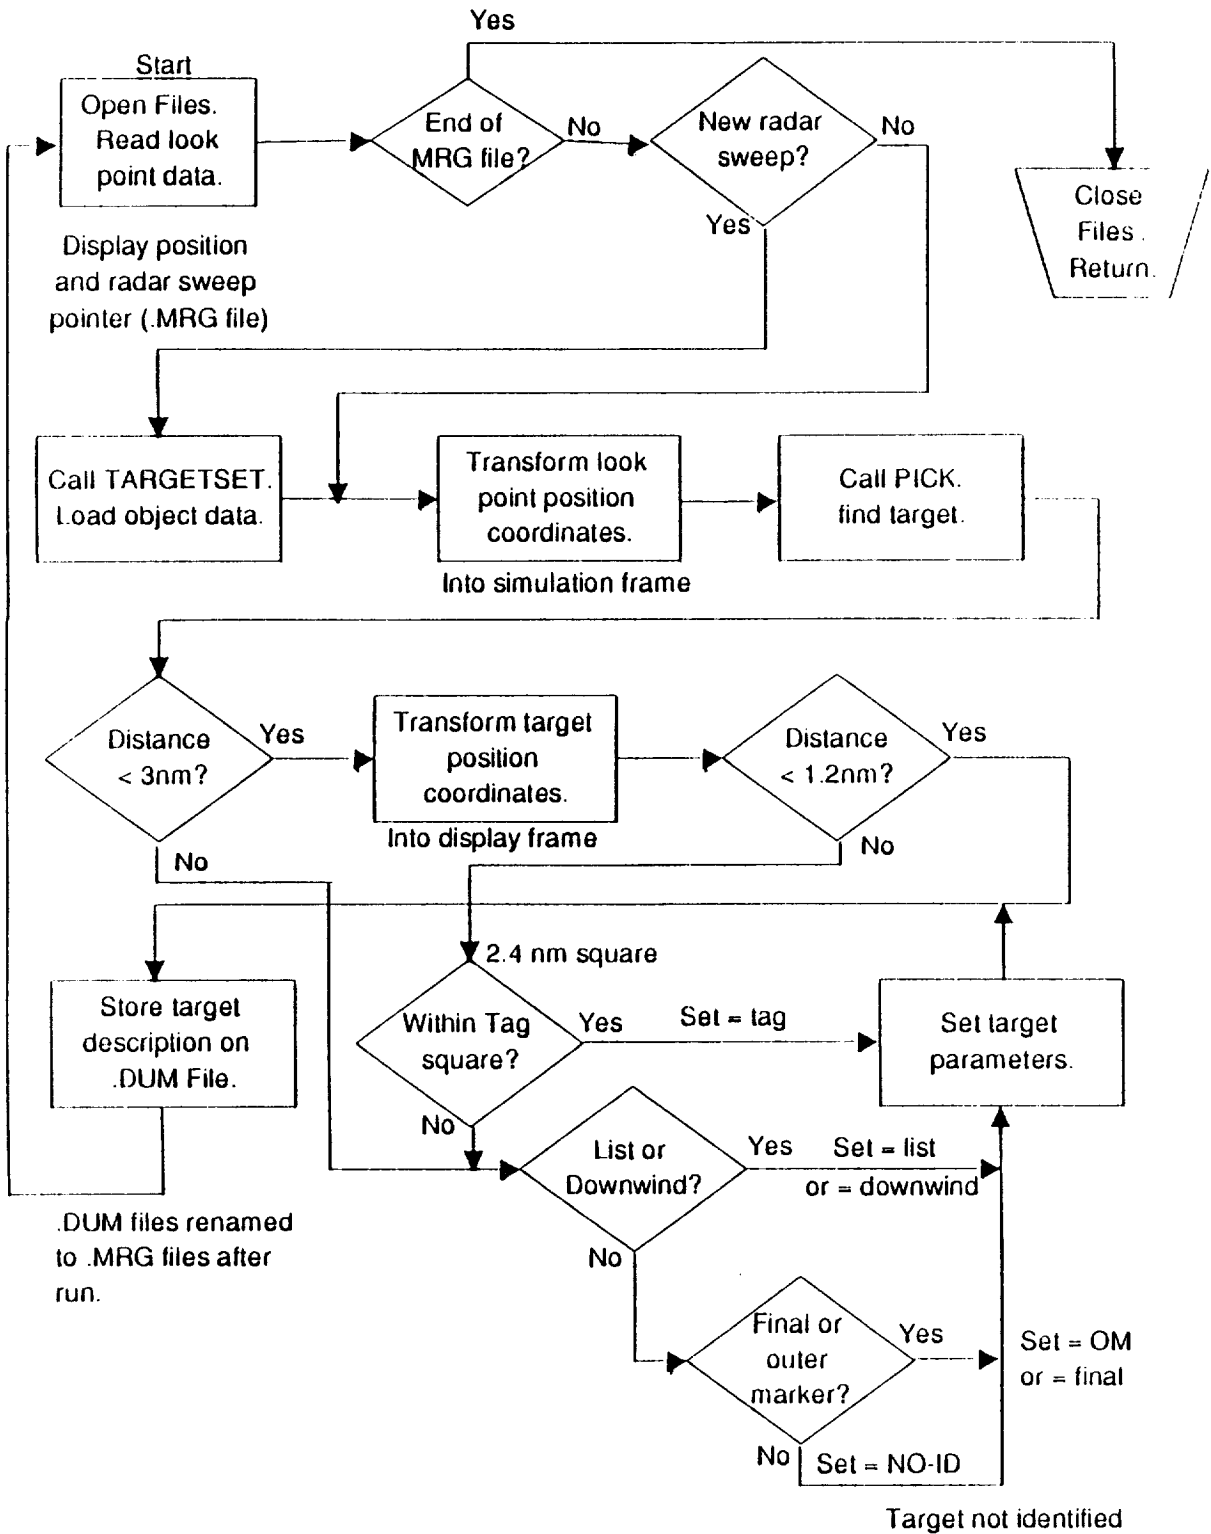 Yes
Start
Open Files.
Read look
point data.
End of
MRG file?
No
New radar
sweep?
No
Yes
Close
Files.
Return.
Display position
and radar sweep
pointer (.MRG file)
Call TARGETSET.
Load object data.
Transform look
point position
coordinates.
Into simulation frame
Call PICK.
find target.
Distance
< 3nm?
Yes
No
Transform target
position
coordinates.
Into display frame
Distance
< 1.2nm?
Yes
No
2.4 nm square
Store target
description on
.DUM File.
Within Tag
square?
Yes
Set = tag
No
Set target
parameters.
List or
Downwind?
Yes
Set = list
or = downwind
No
.DUM files renamed
to .MRG files after
run.
Final or
outer
marker?
Yes
Set = OM
or = final
No
Set = NO-ID
Target not identified